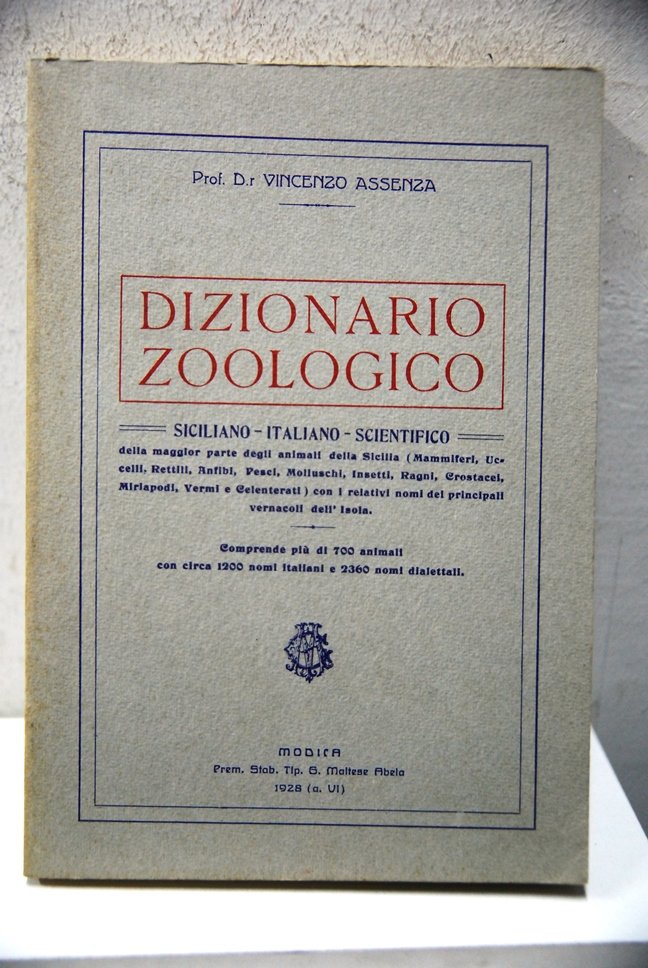 Prof. D.r VINCENZO ASSENZA
DIZIONARIO
ZOOLOGICO
SICILIANO - ITALIANO - SCIENTIFICO
della maggior parte degli animali della Sicilia ( Mammiferi, Uc-
celli, Rettili, Anfibi, Pesci, Molluschi, Insetti, Ragni, Crostacei,
Miriapodi, Vermi e Celenterati ) con i relativi nomi dei principali
vernacoli dell' Isola.
Comprende più di 700 animali
con circa 1200 nomi italiani e 2360 nomi dialettali.
MODICA
Prem. Stab. Tip. G. Maltese Abela
1928 (a. VI)